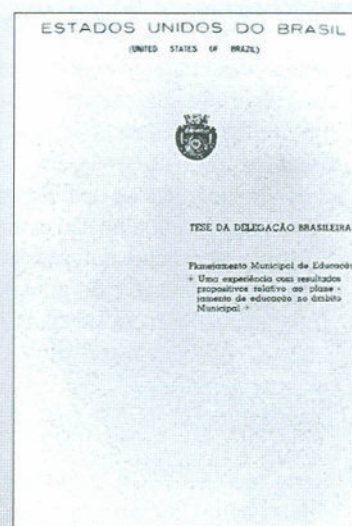 ESTADOS UNIDOS DO BRASIL
(UNITED STATES OF BRAZIL)
TESE DA DELEGAÇÃO BRASILEIRA
Planejamento Municipal de Educação
+ Uma experiência com resultados
propositivos relativo ao plane -
jamento de educação no âmbito
Municipal +